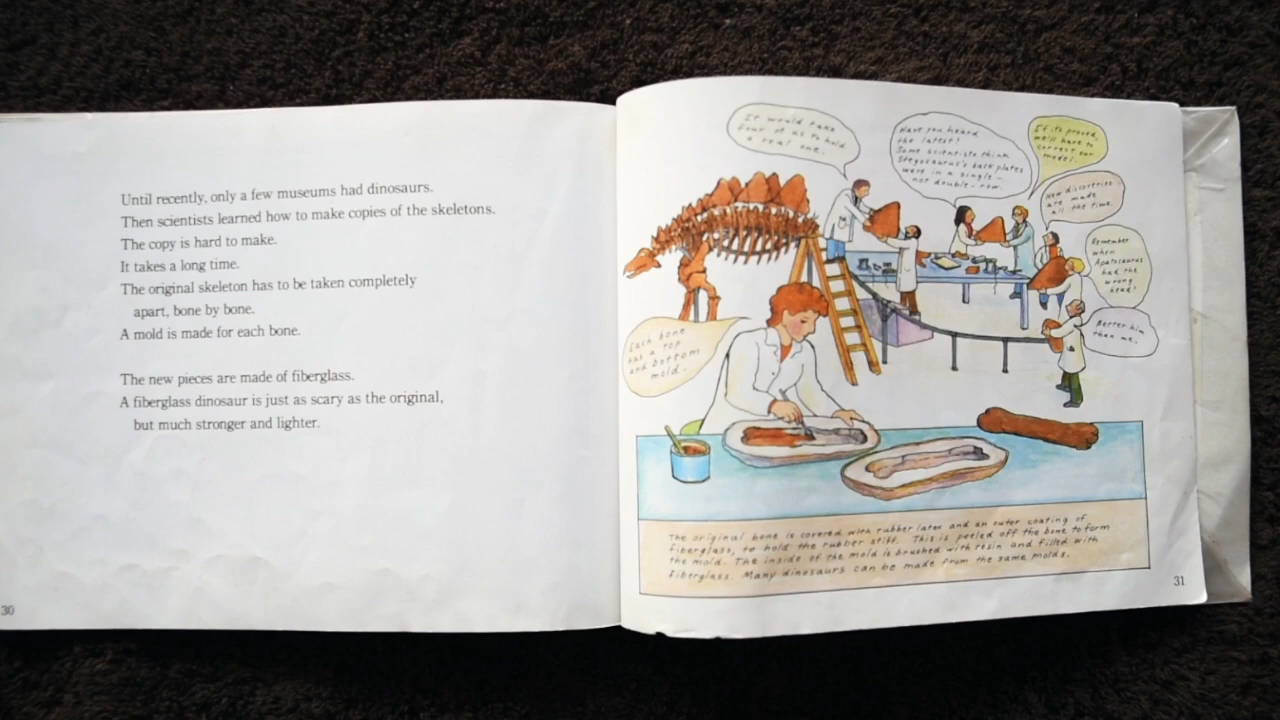 Until recently, only a few museums had dinosaurs.
Then scientists learned how to make copies of the skeletons.
The copy is hard to make.
It takes a long time.
The original skeleton has to be taken completely
apart, bone by bone.
A mold is made for each bone.
The new pieces are made of fiberglass.
A fiberglass dinosaur is just as scary as the original,
but much stronger and lighter.
30
It would take
four of us to hold
a real one.
Have you heard
the latest?
Some scientists think
Stegosaurus's back plates
were in a single-
not double-row.
If it's proved,
we'll have to
correct our
model.
New discoveries
are made
all the time.
Remember
when
Apatosaurus
had the
wrong
head?
Better him
than me.
Each bone
has a top
and bottom
mold.
The original bone is covered with rubber latex and an outer coating of
fiberglass, to hold the rubber stiff. This is peeled off the bone to form
the mold. The inside of the mold is brushed with resin and filled with
fiberglass. Many dinosaurs can be made from the same molds.
31